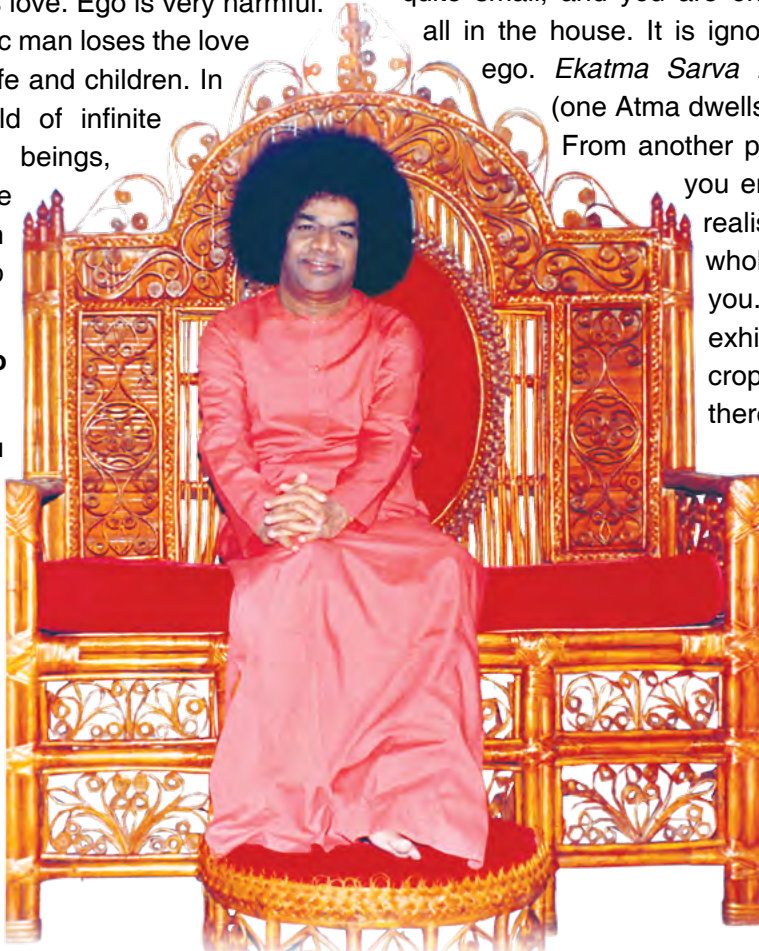 love. Ego is very harmful.
c man loses the love
fe and children. In
ld of infinite
beings,
e
quite small, and you are
all in the house. It is igno
ego. Ekatma Sarva
(one Atma dwells
From another p
you en
realis
whol
you.
exhi
crop
there